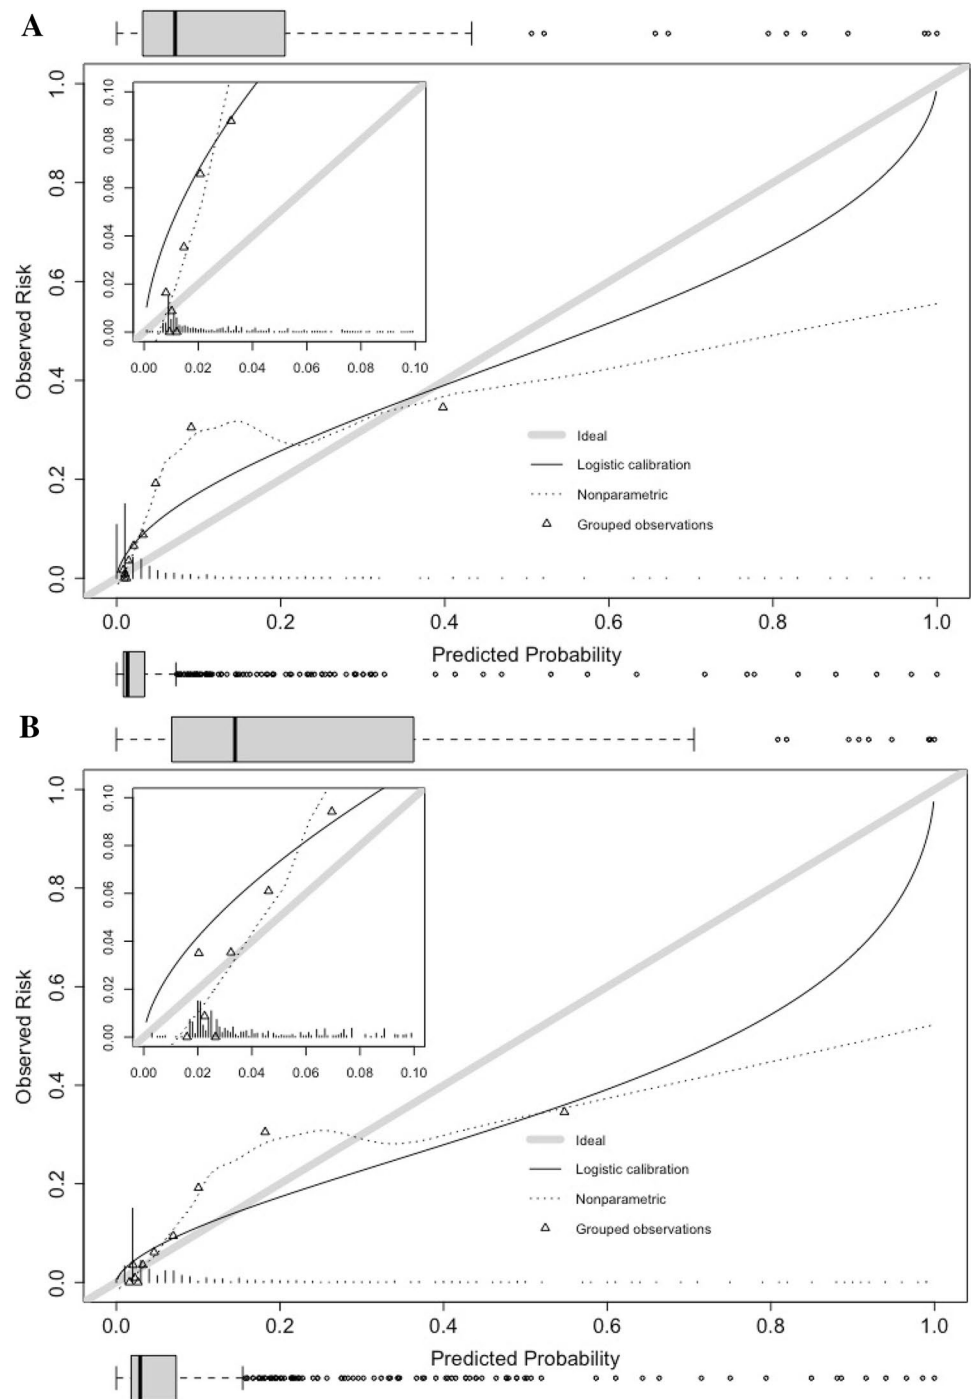 A
1.0
0.8
0.6
0.4
0.2
0.0
Observed Risk
0.10
0.08
0.06
0.04
0.02
0.00
0.00 0.02 0.04 0.06 0.08 0.10
Ideal
Logistic calibration
Nonparametric
Grouped observations
0.0 0.2 0.4 0.6 0.8 1.0
Predicted Probability
B
1.0
0.8
0.6
0.4
0.2
0.0
Observed Risk
0.10
0.08
0.06
0.04
0.02
0.00
0.00 0.02 0.04 0.06 0.08 0.10
Ideal
Logistic calibration
Nonparametric
Grouped observations
0.0 0.2 0.4 0.6 0.8 1.0
Predicted Probability